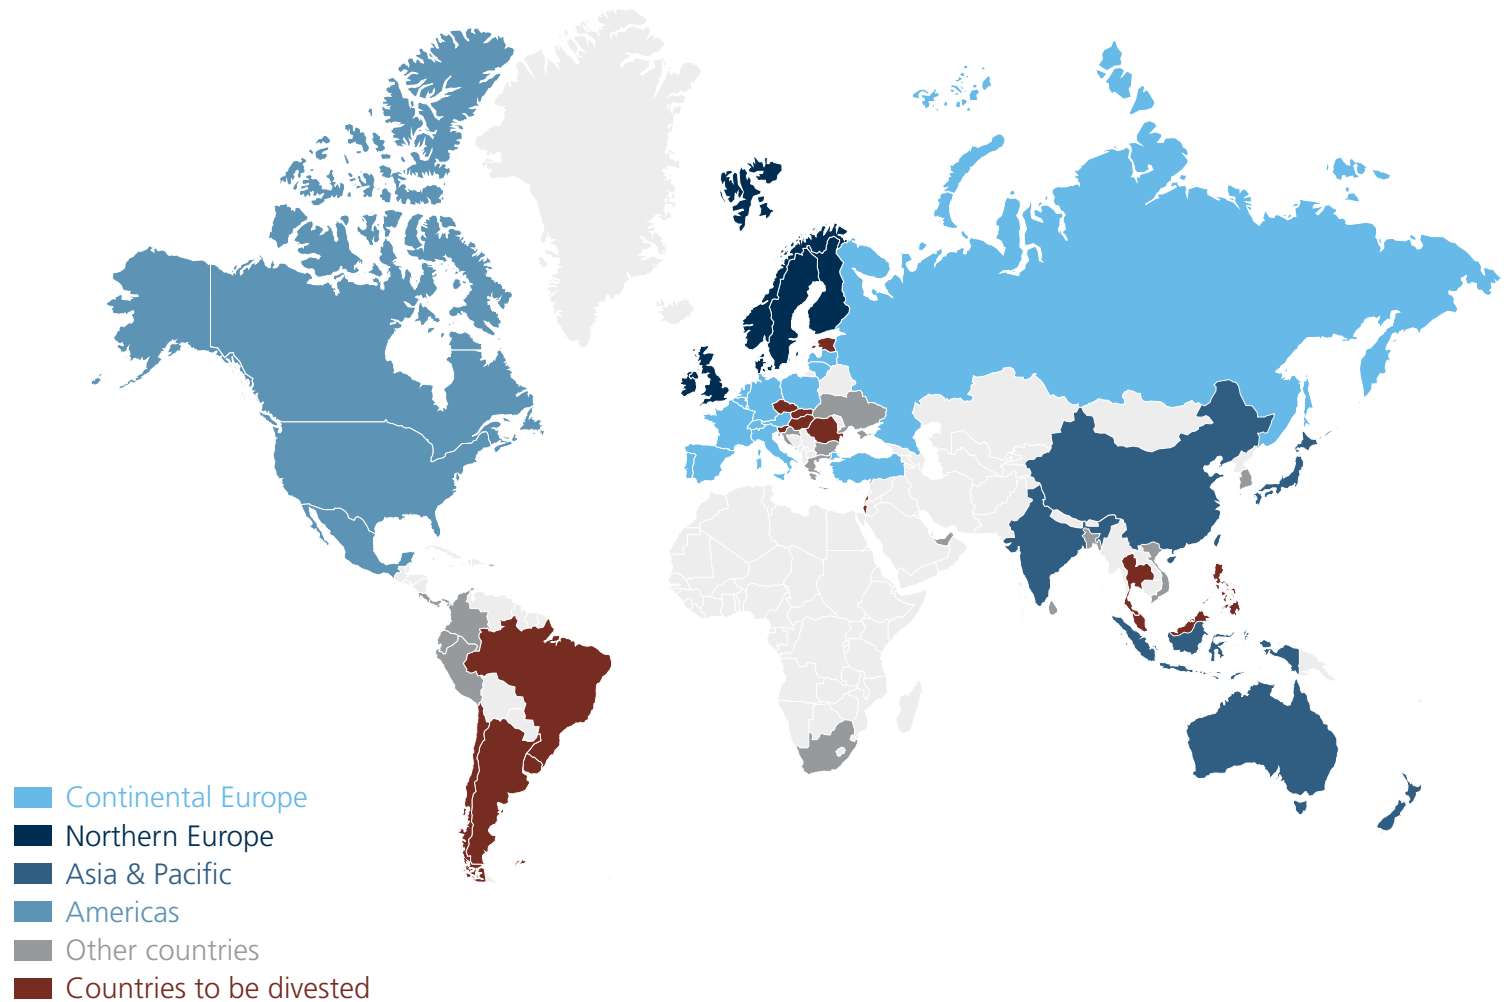 Continental Europe
Northern Europe
Asia & Pacific
Americas
Other countries
Countries to be divested